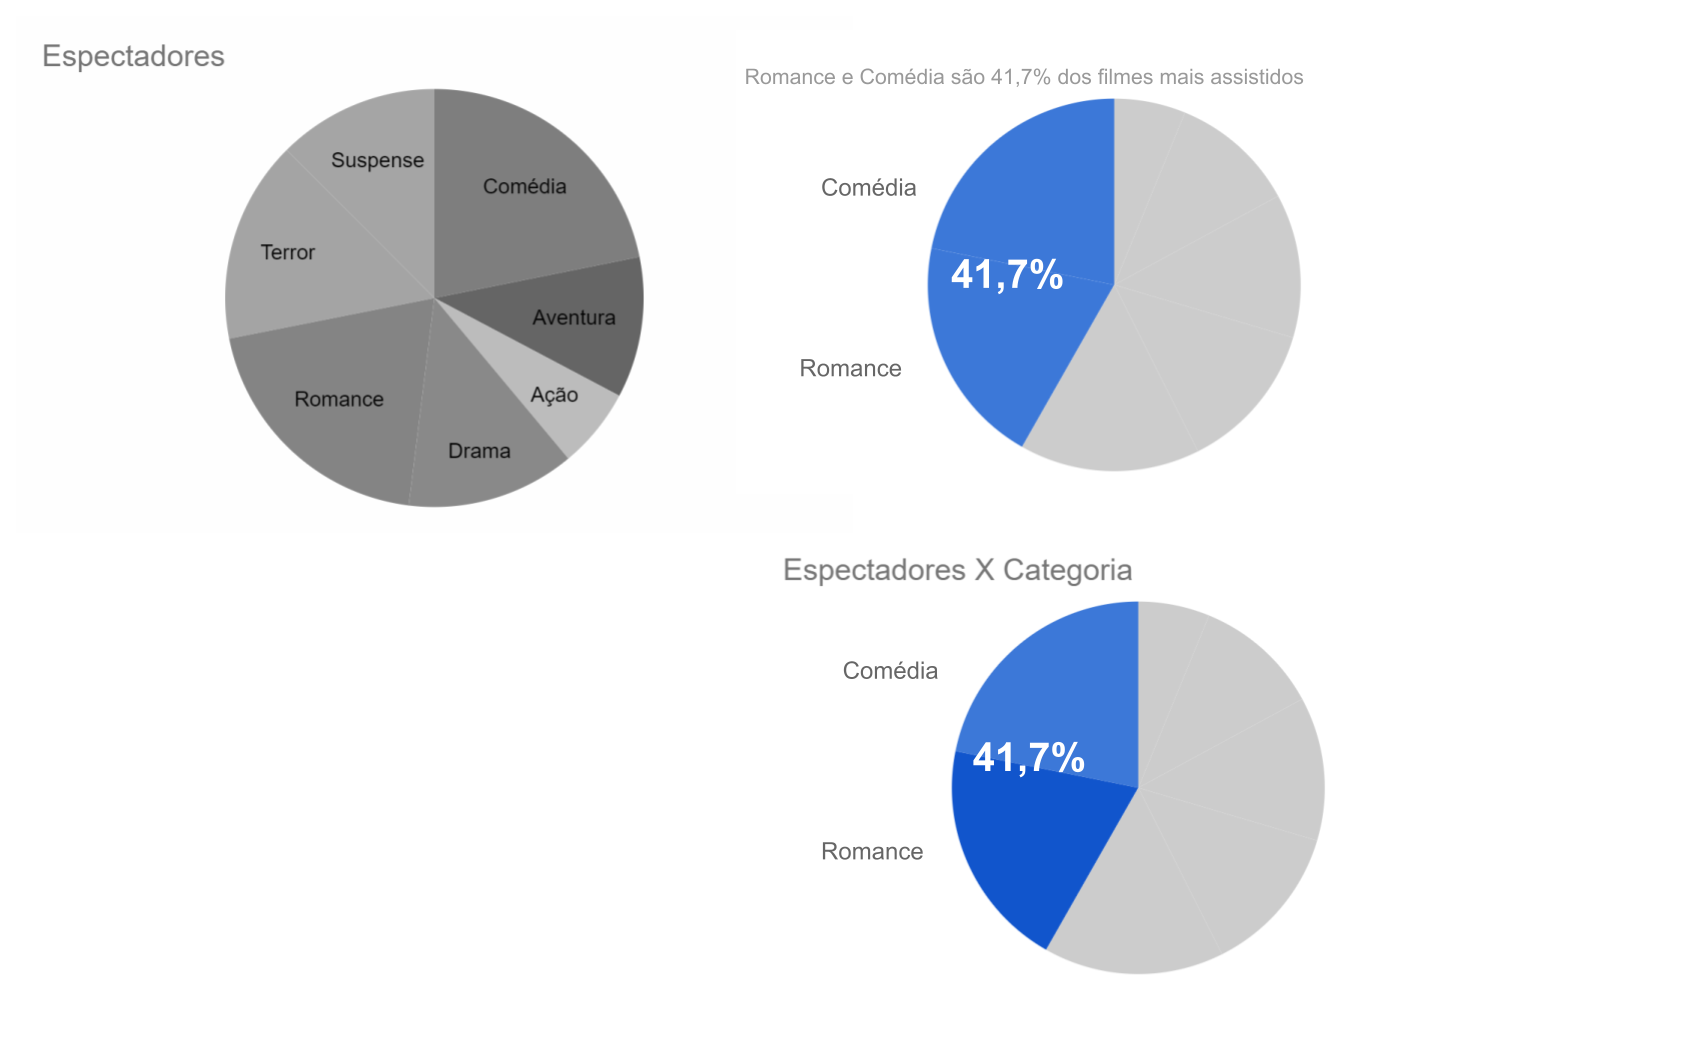 Espectadores
Suspense
Comédia
Terror
Aventura
Romance
Ação
Drama
Romance e Comédia são 41,7% dos filmes mais assistidos
Comédia
41,7%
Romance
Espectadores X Categoria
Comédia
41,7%
Romance